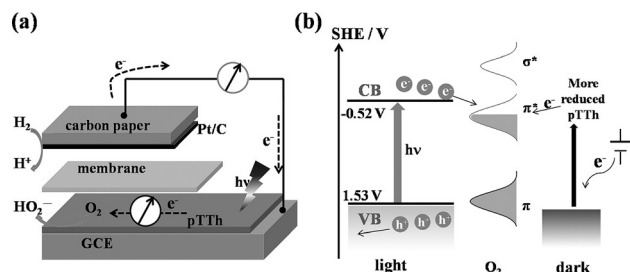 (a)
e⁻
H₂
carbon paper
Pt/C
H⁺
membrane
e⁻
hν
HO₂⁻
O₂
e⁻
pTTh
GCE
(b)
SHE / V
CB
e⁻ e⁻ e⁻
-0.52 V
hν
1.53 V
VB
h⁺ h⁺ h⁺
light
σ*
π*
π
O₂
e⁻
More
reduced
pTTh
e⁻
dark